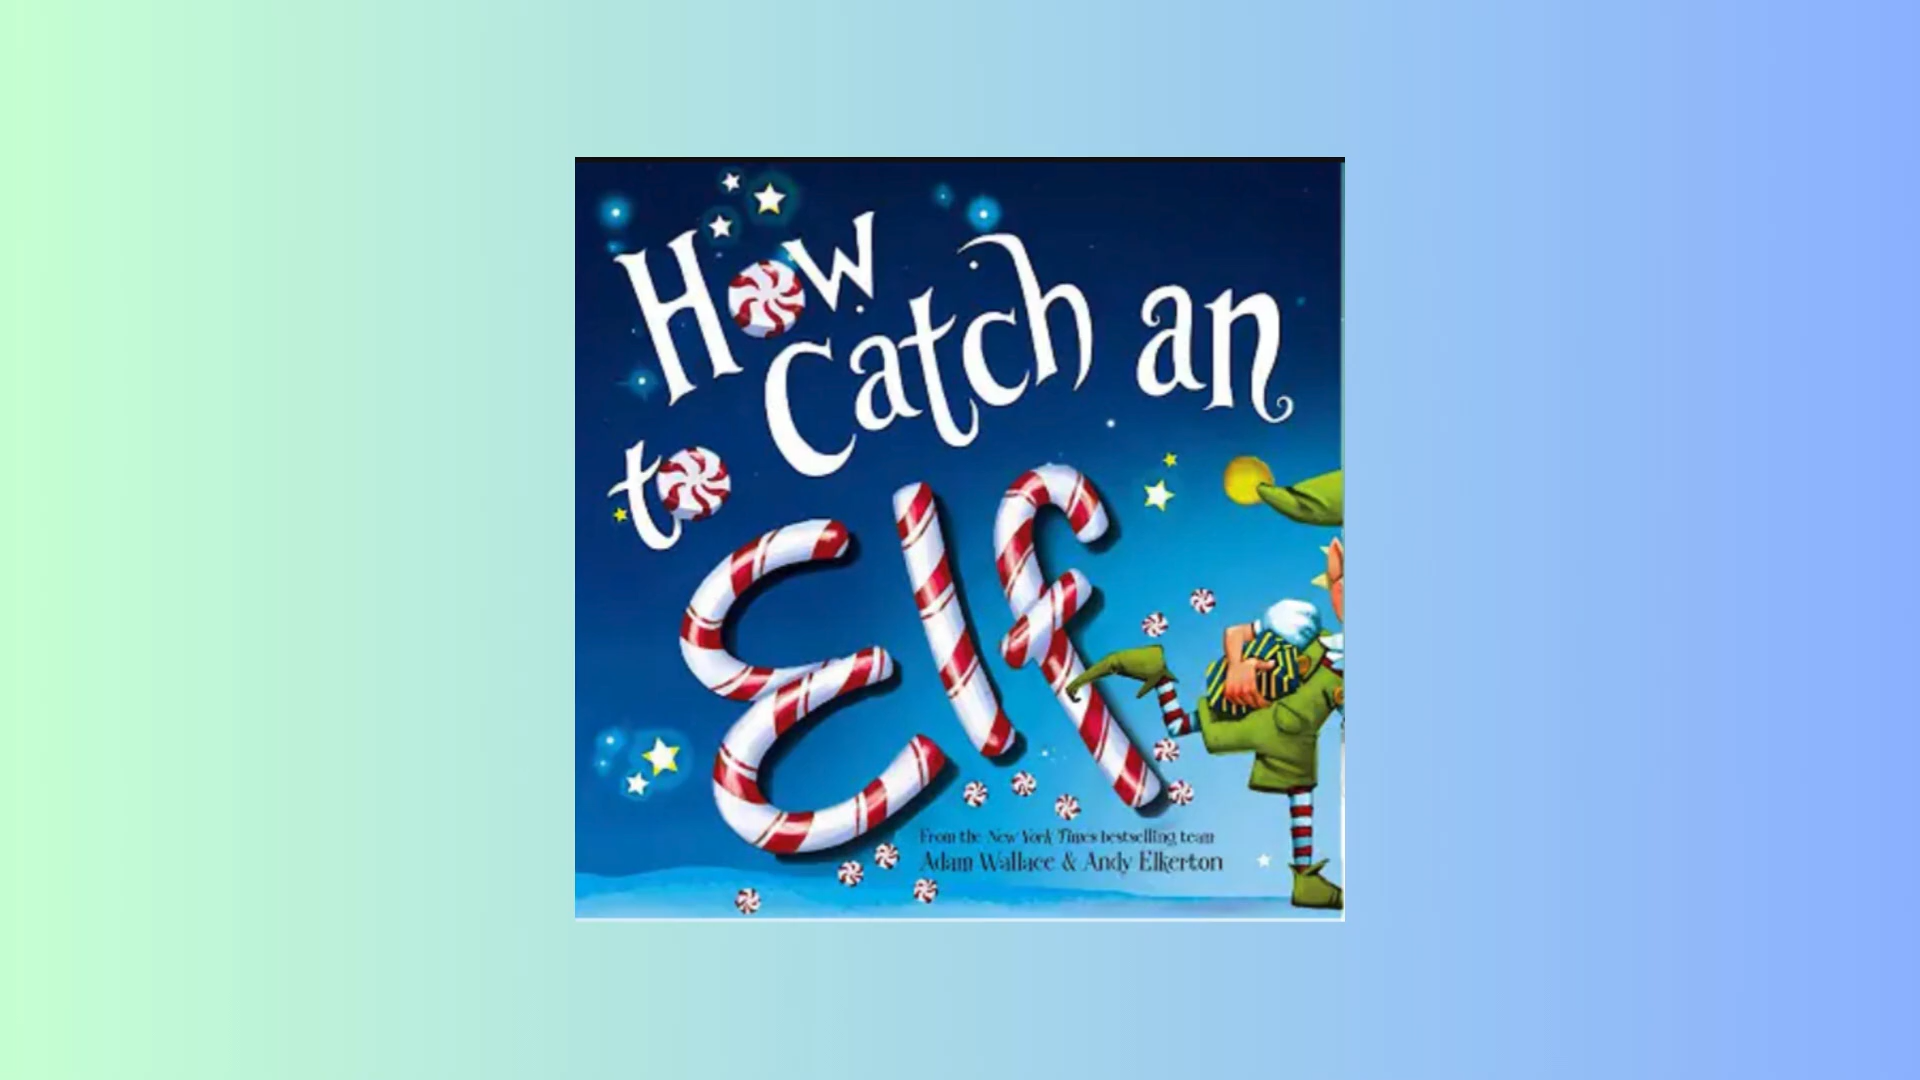 How
to Catch an
Elf
From the New York Times bestselling team
Adam Wallace & Andy Elkerton